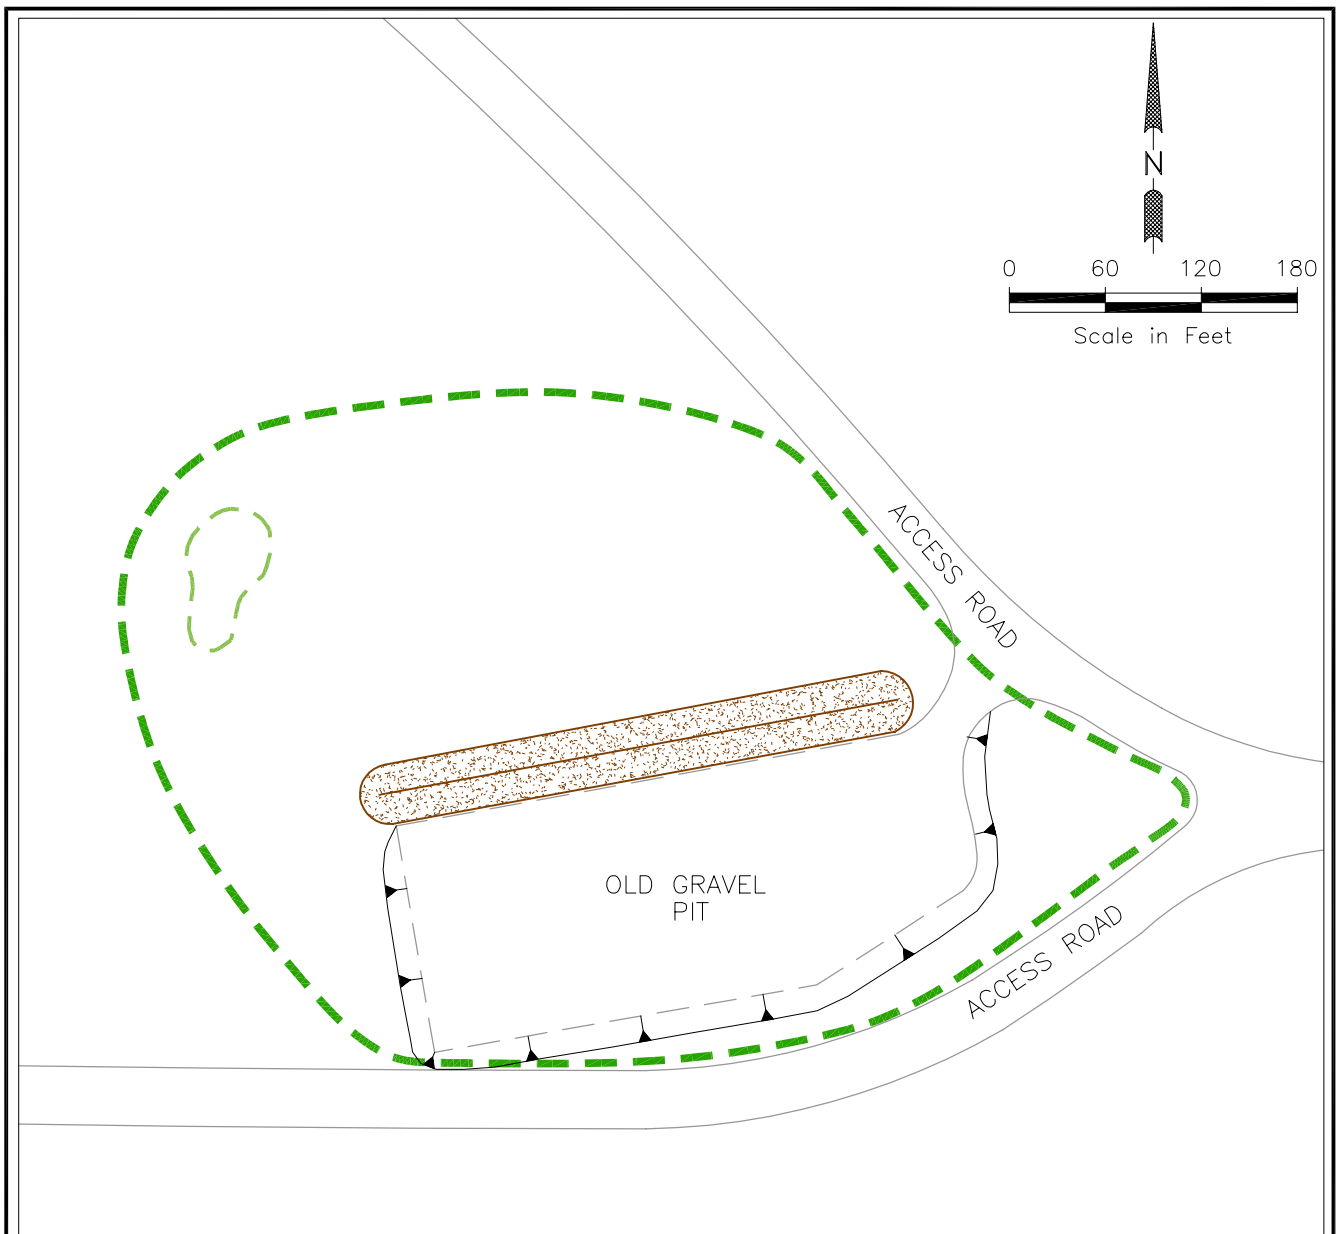 N
0 60 120 180
Scale in Feet
ACCESS ROAD
OLD GRAVEL
PIT
ACCESS ROAD